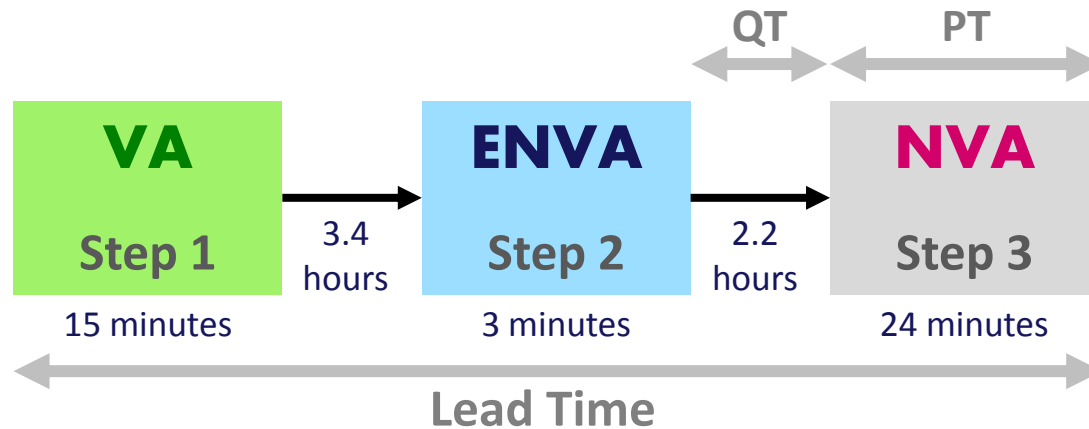 QT
PT
VA
ENVA
NVA
Step 1
3.4
hours
Step 2
2.2
hours
Step 3
15 minutes
3 minutes
24 minutes
Lead Time